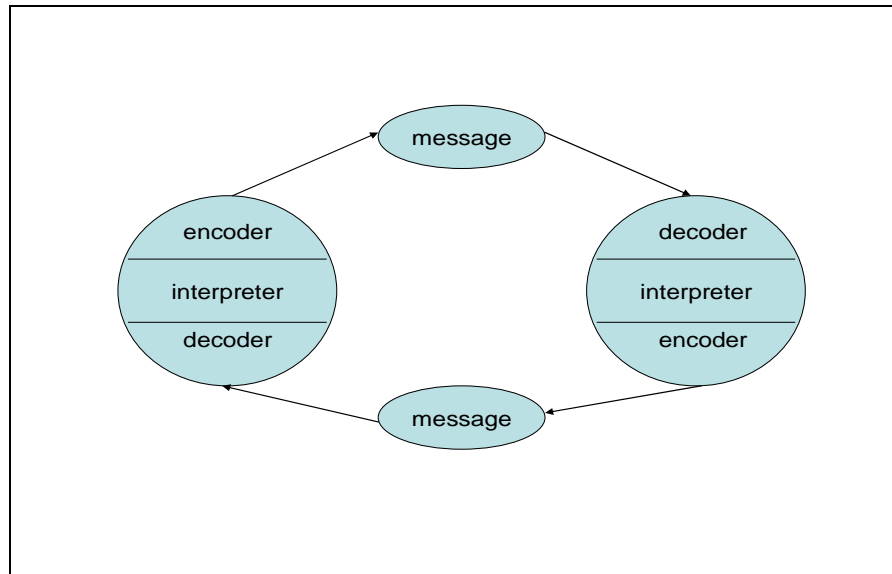 message
encoder
interpreter
decoder
decoder
interpreter
encoder
message